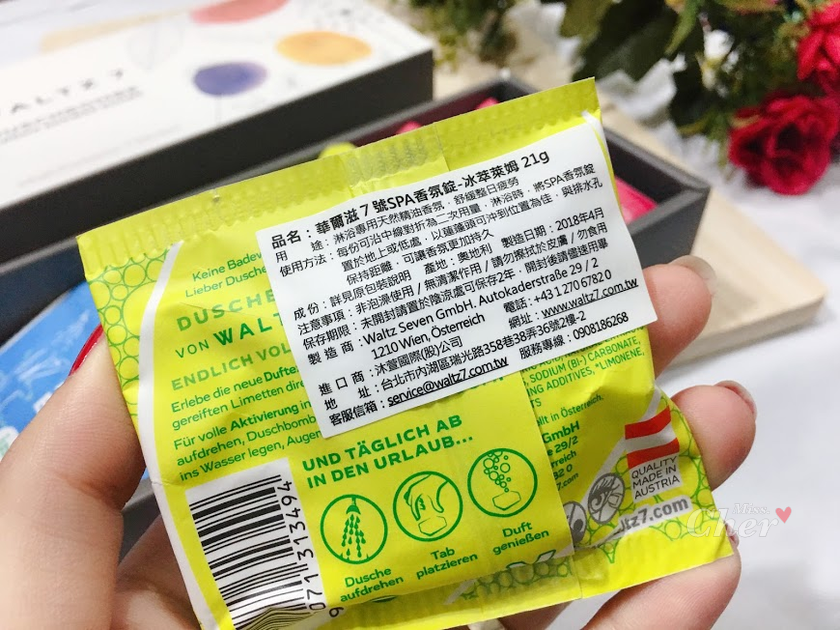 WALTZ 7
品名：華爾滋7號SPA香氛錠-冰萃萊姆 21g
用 途：淋浴專用天然精油香氛，舒緩整日疲勞
使用方法：每份可沿中線對折為二次用量，淋浴時，將SPA香氛錠
置於地上或低處，以蓮蓬頭可沖到位置為佳，與排水孔
保持距離，可讓香氛更加持久
成份：詳見原包裝說明 產地：奧地利 製造日期：2018年4月
注意事項：非泡澡使用/無清潔作用/請勿擦拭於皮膚/勿食用
保存期限：未開封請置於陰涼處可保存2年，開封後請儘速用畢
製造商：Waltz Seven GmbH. Autokaderstraße 29 / 2
1210 Wien, Österreich 電話：+43 1 270 6782 0
進口商：沐萱國際(股)公司 網址：www.waltz7.com.tw
地 址：台北市內湖區瑞光路358巷38弄36號2樓-2
客服信箱：service@waltz7.com.tw 服務專線：0908186268
Keine Badew
Lieber Dusche
DUSCHE
VON WALT
ENDLICH VOL
Erlebe die neue Duften
gereiften Limetten dire
Für volle Aktivierung in
aufdrehen, Duschbomb
ins Wasser legen, Augen
UND TÄGLICH AB
IN DEN URLAUB...
Dusche
aufdrehen
Tab
platzieren
Duft
genießen
SODIUM (BI-) CARBONATE,
ING ADDITIVES, *LIMONENE,
lt in Österreich.
GmbH
29/2
rreich
82 0
QUALITY
MADE IN
AUSTRIA
ltz7.com
9 071313494
Miss
Cher